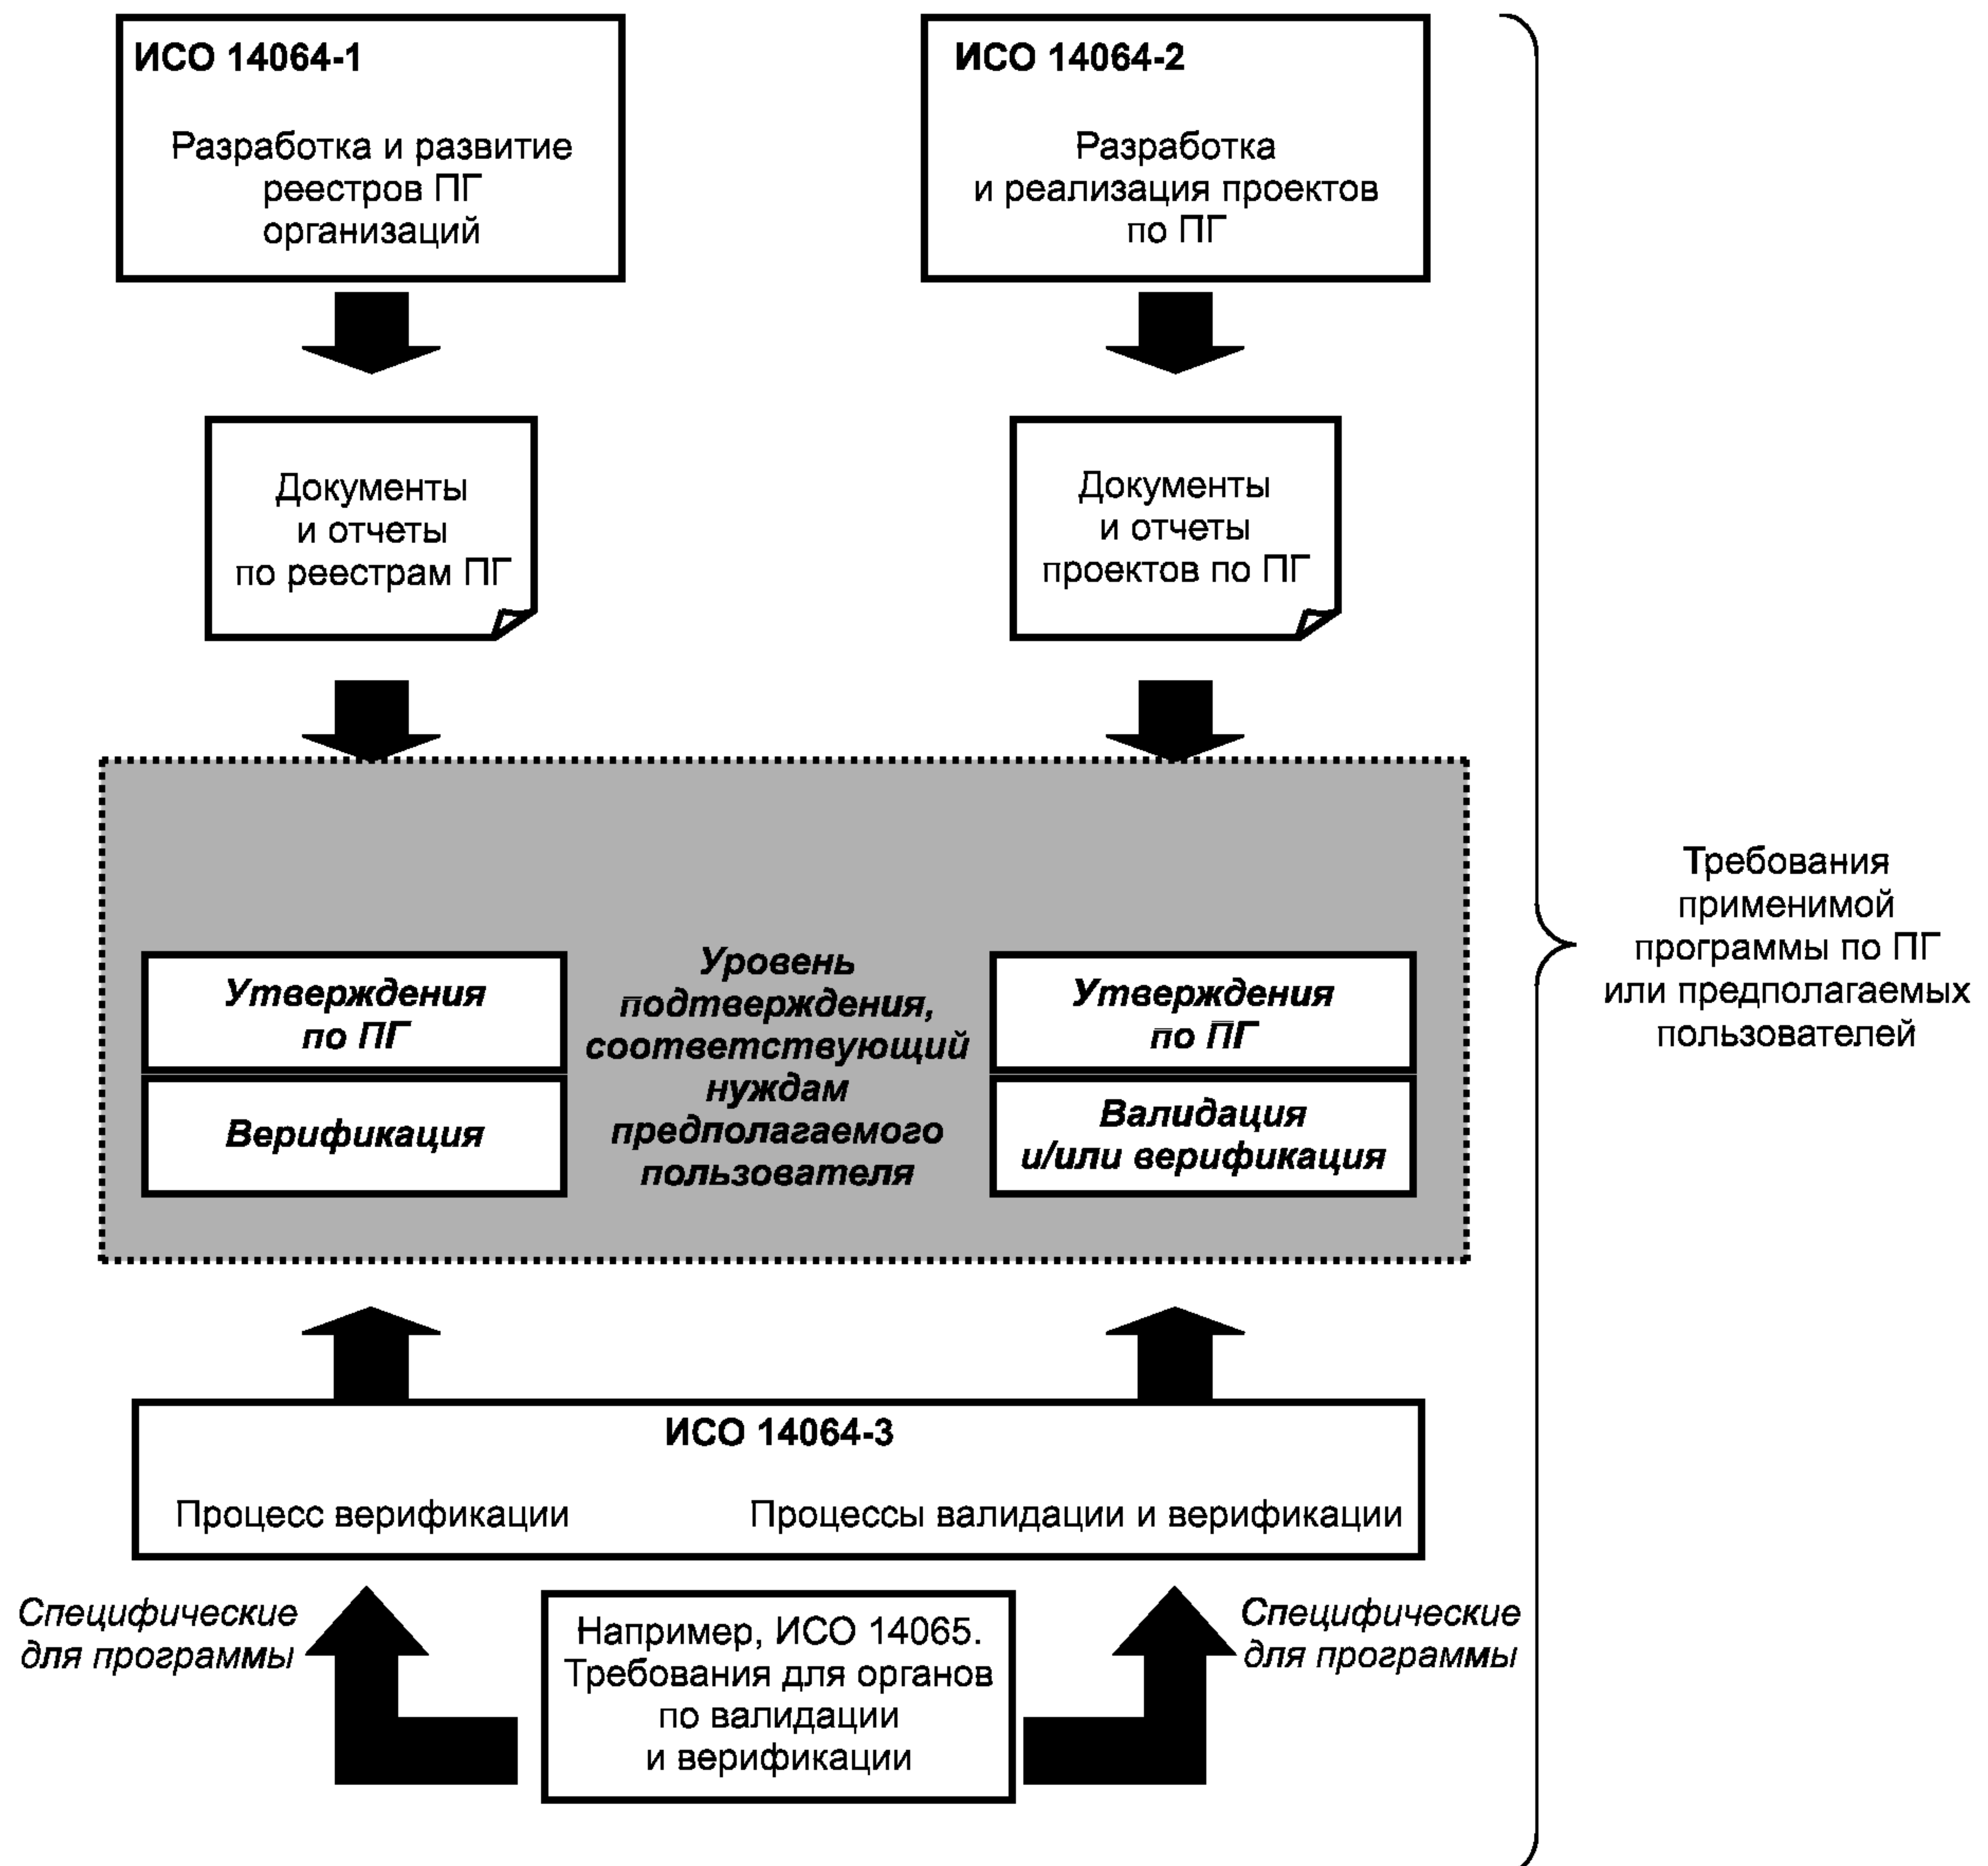 ИСО 14064-1
Разработка и развитие
реестров ПГ
организаций
ИСО 14064-2
Разработка
и реализация проектов
по ПГ
Документы
и отчеты
по реестрам ПГ
Документы
и отчеты
проектов по ПГ
Утверждения
по ПГ
Верификация
Уровень
подтверждения,
соответствующий
нуждам
предполагаемого
пользователя
Утверждения
по ПГ
Валидация
и/или верификация
Требования
применимой
программы по ПГ
или предполагаемых
пользователей
ИСО 14064-3
Процесс верификации
Процессы валидации и верификации
Специфические
для программы
Например, ИСО 14065.
Требования для органов
по валидации
и верификации
Специфические
для программы